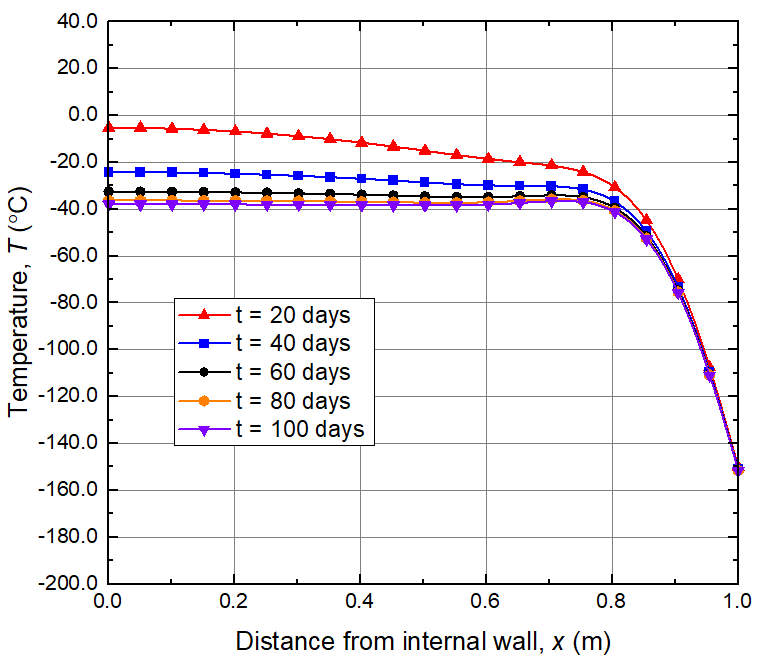 40.0
20.0
0.0
-20.0
-40.0
-60.0
-80.0
-100.0
-120.0
-140.0
-160.0
-180.0
-200.0
Temperature, T (°C)
t = 20 days
t = 40 days
t = 60 days
t = 80 days
t = 100 days
0.0 0.2 0.4 0.6 0.8 1.0
Distance from internal wall, x (m)